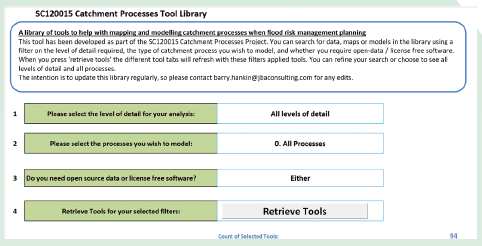 SC120015 Catchment Processes Tool Library
A library of tools to help with mapping and modelling catchment processes when flood risk management planning
This tool has been developed as part of the SC120015 Catchment Processes Project. You can search for data, maps or models in the library using a
filter on the level of detail required, the type of catchment process you wish to model, and whether you require open-data / license free software.
When you press 'retrieve tools' the different tool tabs will refresh with these filters applied tools. You can refine your search or choose to see all
levels of detail and all processes.
The intention is to update this library regularly, so please contact barry.hankin@jbaconsulting.com for any edits.
1 Please select the level of detail for your analysis: All levels of detail
2 Please select the processes you wish to model: 0. All Processes
3 Do you need open source data or license free software? Either
4 Retrieve Tools for your selected filters: Retrieve Tools
Count of Selected Tools: 94